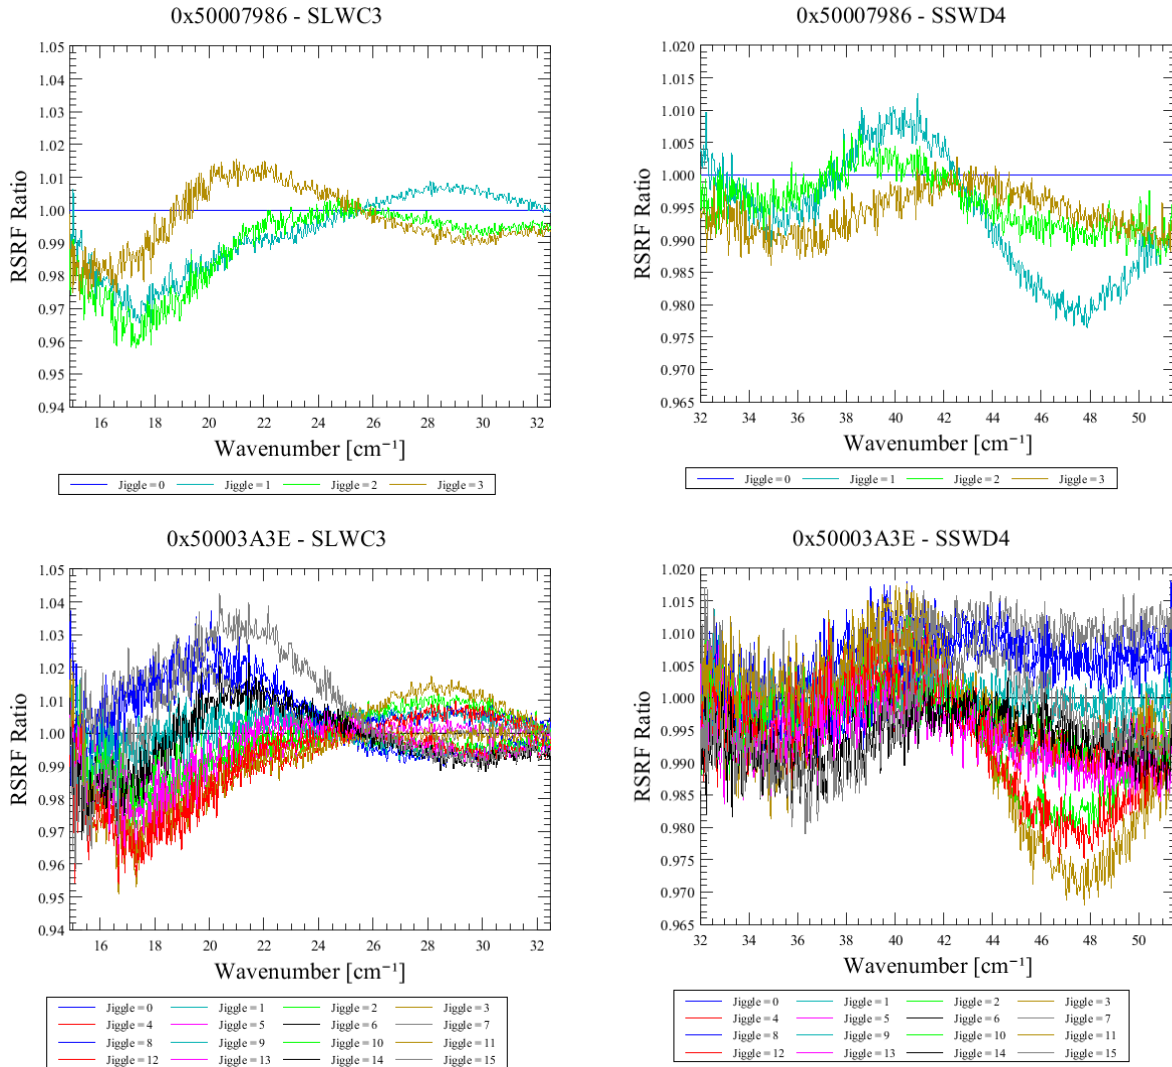 0x50007986 - SLWC3
1.05
1.04
1.03
1.02
1.01
1.00
0.99
0.98
0.97
0.96
0.95
0.94
RSRF Ratio
16 18 20 22 24 26 28 30 32
Wavenumber [cm⁻¹]
Jiggle = 0 Jiggle = 1 Jiggle = 2 Jiggle = 3
0x50007986 - SSWD4
1.020
1.015
1.010
1.005
1.000
0.995
0.990
0.985
0.980
0.975
0.970
0.965
RSRF Ratio
32 34 36 38 40 42 44 46 48 50
Wavenumber [cm⁻¹]
Jiggle = 0 Jiggle = 1 Jiggle = 2 Jiggle = 3
0x50003A3E - SLWC3
1.05
1.04
1.03
1.02
1.01
1.00
0.99
0.98
0.97
0.96
0.95
0.94
RSRF Ratio
16 18 20 22 24 26 28 30 32
Wavenumber [cm⁻¹]
Jiggle = 0 Jiggle = 1 Jiggle = 2 Jiggle = 3
Jiggle = 4 Jiggle = 5 Jiggle = 6 Jiggle = 7
Jiggle = 8 Jiggle = 9 Jiggle = 10 Jiggle = 11
Jiggle = 12 Jiggle = 13 Jiggle = 14 Jiggle = 15
0x50003A3E - SSWD4
1.020
1.015
1.010
1.005
1.000
0.995
0.990
0.985
0.980
0.975
0.970
0.965
RSRF Ratio
32 34 36 38 40 42 44 46 48 50
Wavenumber [cm⁻¹]
Jiggle = 0 Jiggle = 1 Jiggle = 2 Jiggle = 3
Jiggle = 4 Jiggle = 5 Jiggle = 6 Jiggle = 7
Jiggle = 8 Jiggle = 9 Jiggle = 10 Jiggle = 11
Jiggle = 12 Jiggle = 13 Jiggle = 14 Jiggle = 15